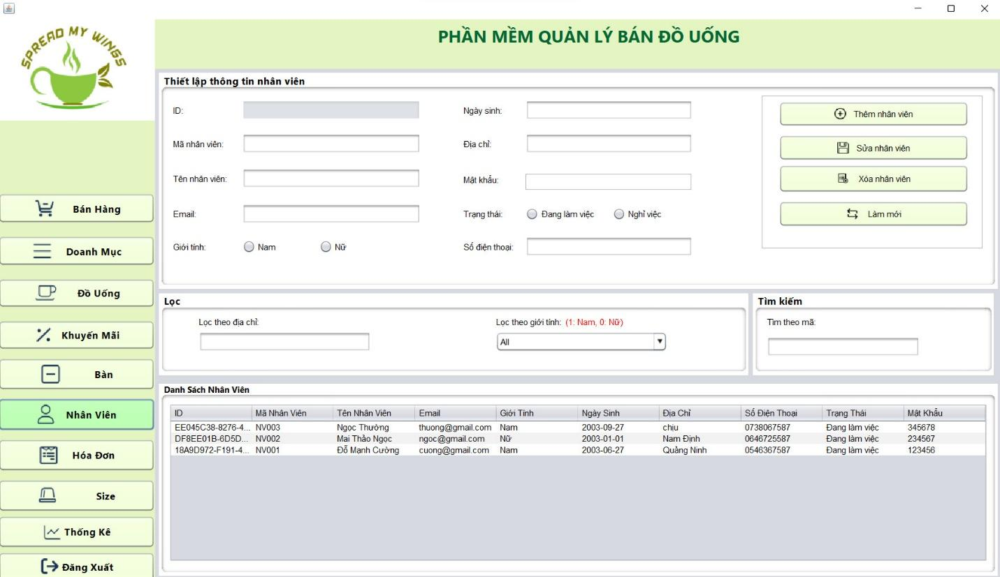 SPREAD MY WINGS
PHẦN MỀM QUẢN LÝ BÁN ĐỒ UỐNG
Thiết lập thông tin nhân viên
ID:
Ngày sinh:
Thêm nhân viên
Mã nhân viên:
Địa chỉ:
Sửa nhân viên
Tên nhân viên:
Mật khẩu:
Xóa nhân viên
Email:
Trạng thái: Đang làm việc Nghỉ việc
Làm mới
Giới tính: Nam Nữ
Số điện thoại:
Bán Hàng
Doanh Mục
Đồ Uống
Khuyến Mãi
Bàn
Nhân Viên
Hóa Đơn
Size
Thống Kê
Đăng Xuất
Lọc
Lọc theo địa chỉ:
Lọc theo giới tính: (1: Nam, 0: Nữ)
All
Tìm kiếm
Tìm theo mã:
Danh Sách Nhân Viên
ID Mã Nhân Viên Tên Nhân Viên Email Giới Tính Ngày Sinh Địa Chỉ Số Điện Thoại Trạng Thái Mật Khẩu
EE045C38-8276-4... NV003 Ngọc Thưởng thuong@gmail.com Nam 2003-09-27 chịu 0738067587 Đang làm việc 345678
DF8EE01B-6D5D... NV002 Mai Thảo Ngọc ngoc@gmail.com Nữ 2003-01-01 Nam Định 0646725587 Đang làm việc 234567
18A9D972-F191-4... NV001 Đỗ Mạnh Cường cuong@gmail.com Nam 2003-06-27 Quảng Ninh 0546367587 Đang làm việc 123456